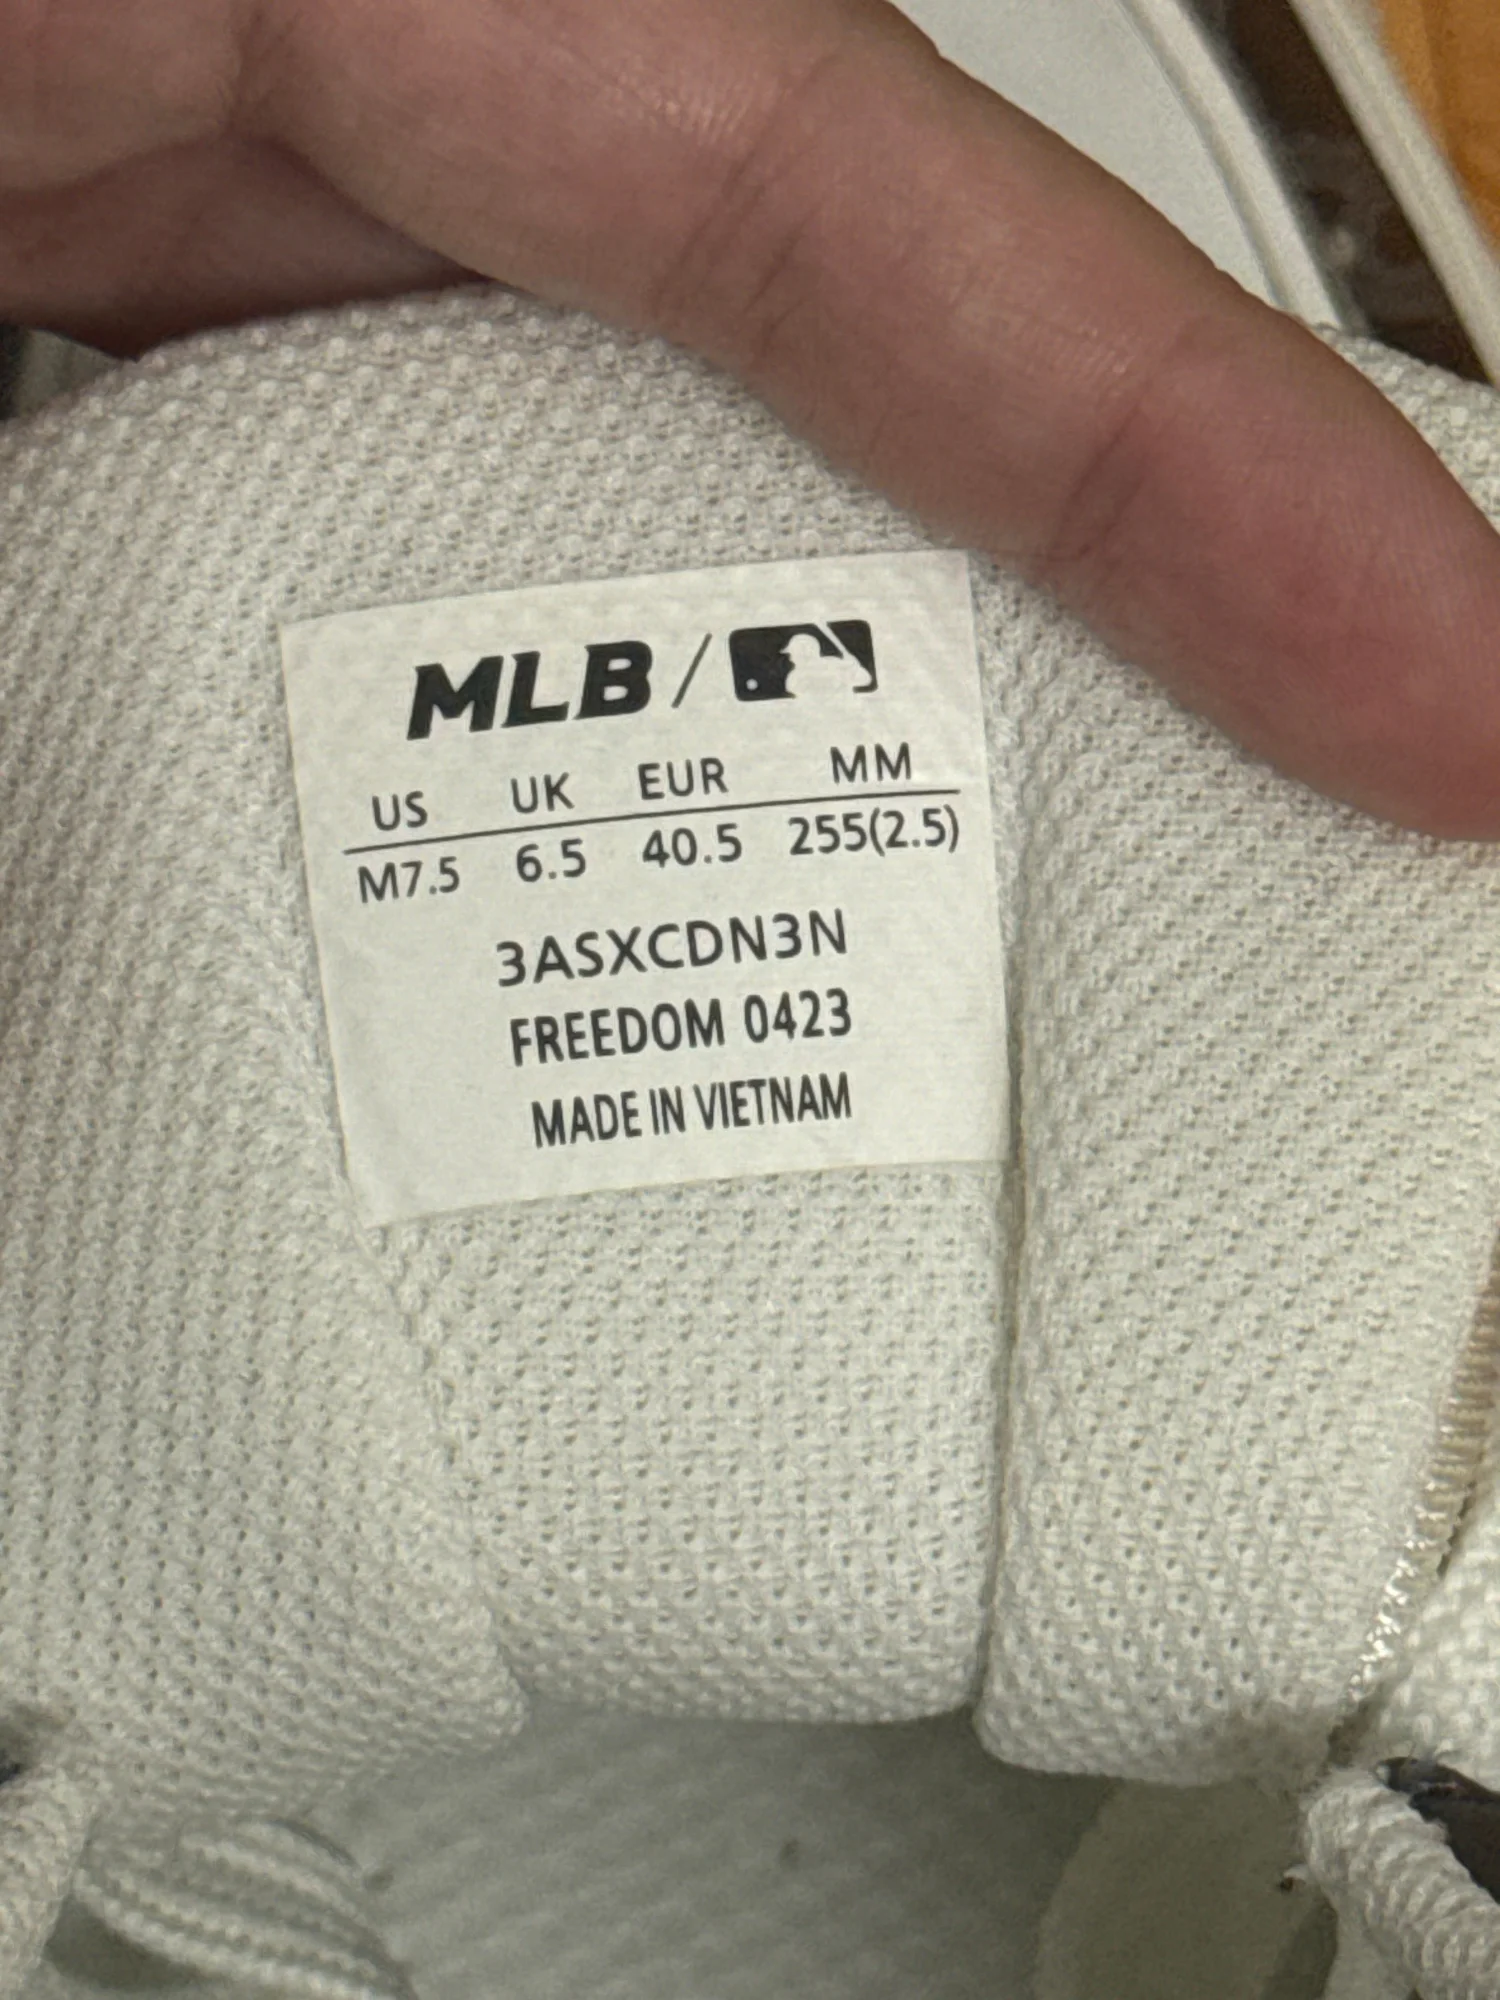 MLB /
US UK EUR MM
M7.5 6.5 40.5 255(2.5)
3ASXCDN3N
FREEDOM 0423
MADE IN VIETNAM